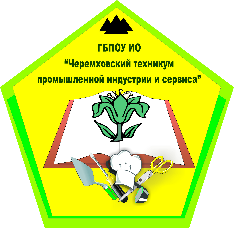 ГБПОУ ИО
"Черемховский техникум
промышленной индустрии и сервиса"